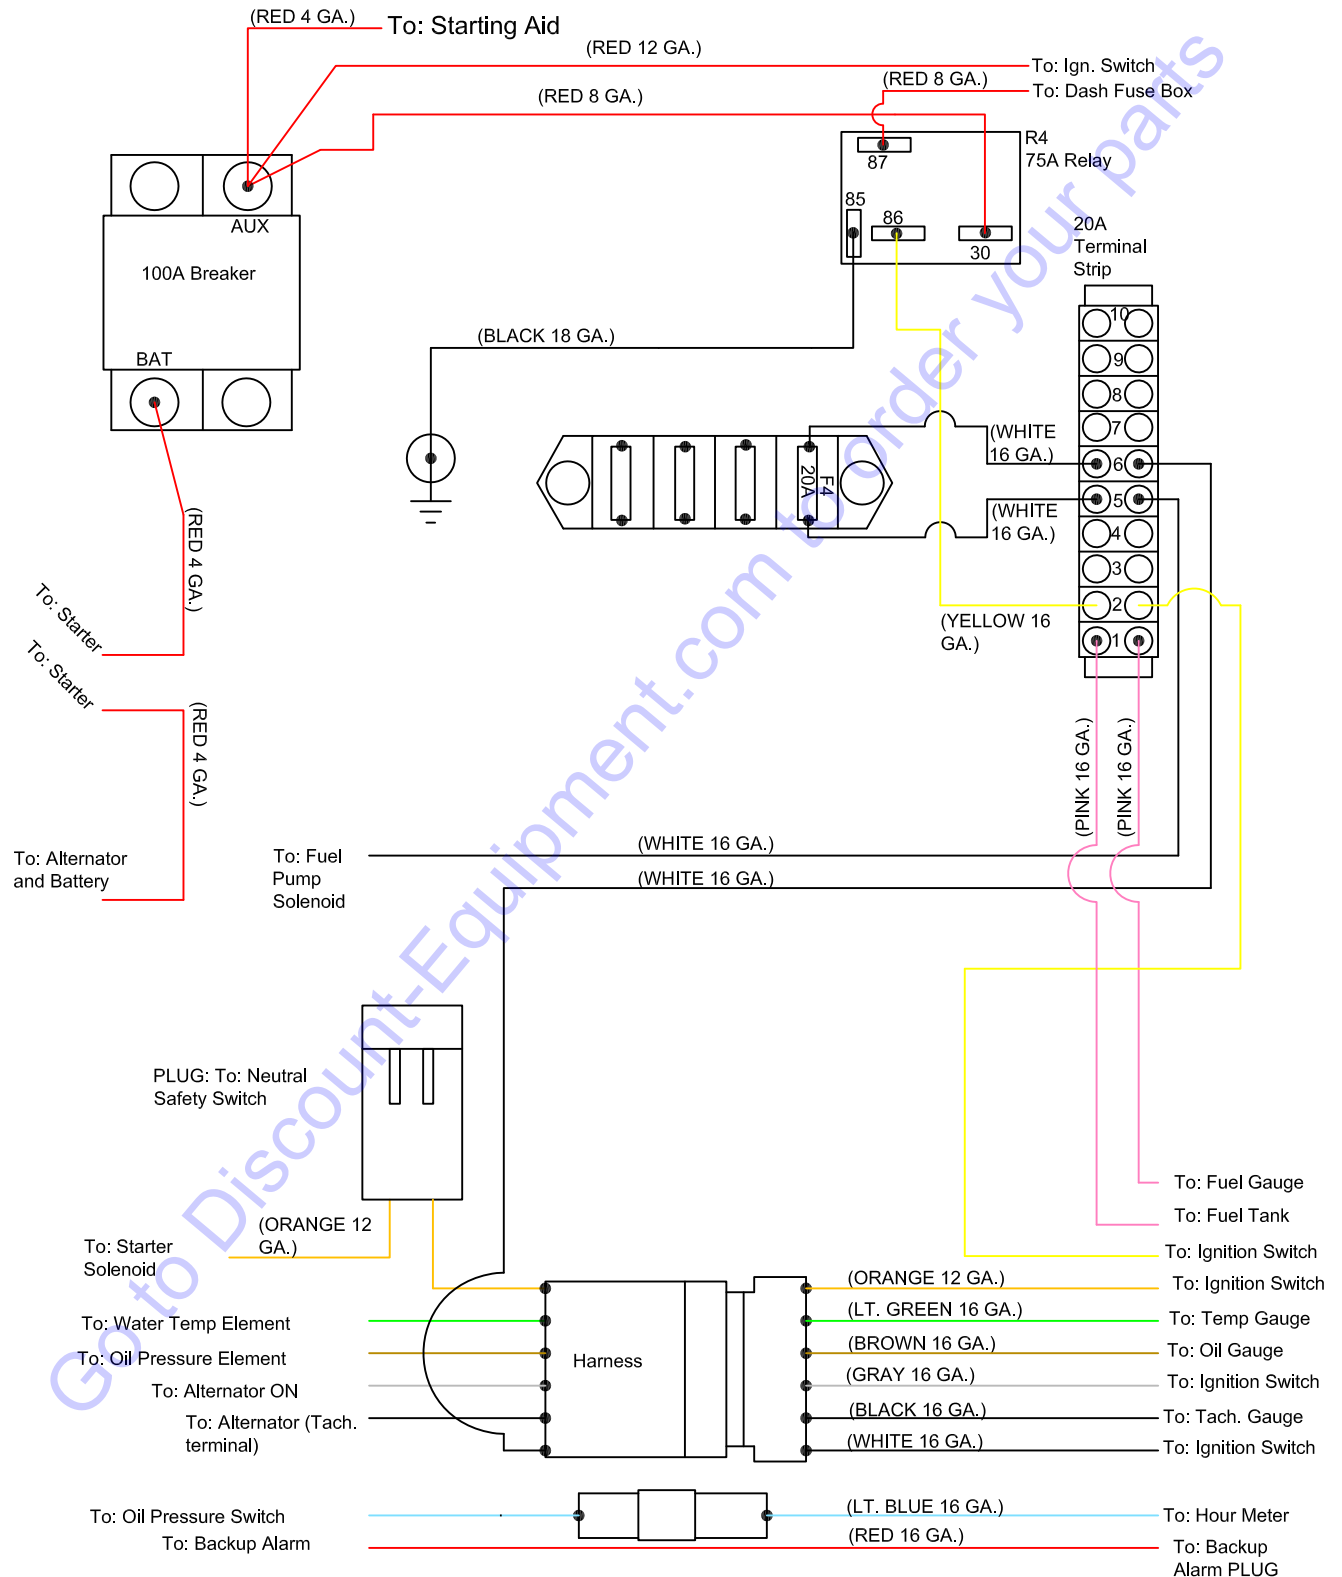 (RED 4 GA.)
To: Starting Aid
(RED 12 GA.)
To: Ign. Switch
(RED 8 GA.)
To: Dash Fuse Box
(RED 8 GA.)
R4
75A Relay
87
85
86
30
AUX
100A Breaker
BAT
20A
Terminal
Strip
10
9
8
7
6
5
4
3
2
1
(BLACK 18 GA.)
(WHITE
16 GA.)
F4
20A
(WHITE
16 GA.)
(RED 4 GA.)
To: Starter
To: Starter
(YELLOW 16
GA.)
(RED 4 GA.)
(PINK 16 GA.)
(PINK 16 GA.)
To: Alternator
and Battery
To: Fuel
Pump
Solenoid
(WHITE 16 GA.)
(WHITE 16 GA.)
PLUG: To: Neutral
Safety Switch
To: Fuel Gauge
To: Fuel Tank
(ORANGE 12
GA.)
To: Starter
Solenoid
To: Ignition Switch
(ORANGE 12 GA.)
To: Ignition Switch
To: Water Temp Element
(LT. GREEN 16 GA.)
To: Temp Gauge
To: Oil Pressure Element
Harness
(BROWN 16 GA.)
To: Oil Gauge
To: Alternator ON
(GRAY 16 GA.)
To: Ignition Switch
To: Alternator (Tach.
terminal)
(BLACK 16 GA.)
To: Tach. Gauge
(WHITE 16 GA.)
To: Ignition Switch
To: Oil Pressure Switch
(LT. BLUE 16 GA.)
To: Hour Meter
To: Backup Alarm
(RED 16 GA.)
To: Backup
Alarm PLUG
Go to Discount-Equipment.com to order your parts